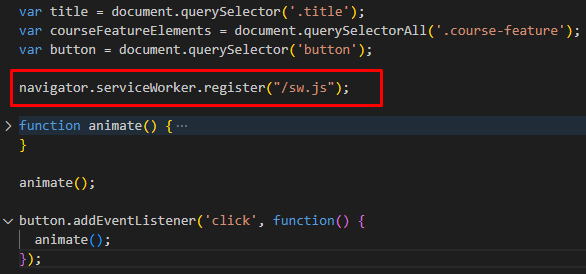 var title = document.querySelector('.title');
var courseFeatureElements = document.querySelectorAll('.course-feature');
var button = document.querySelector('button');
navigator.serviceWorker.register("/sw.js");
function animate() { ···
}
animate();
button.addEventListener('click', function() {
animate();
});